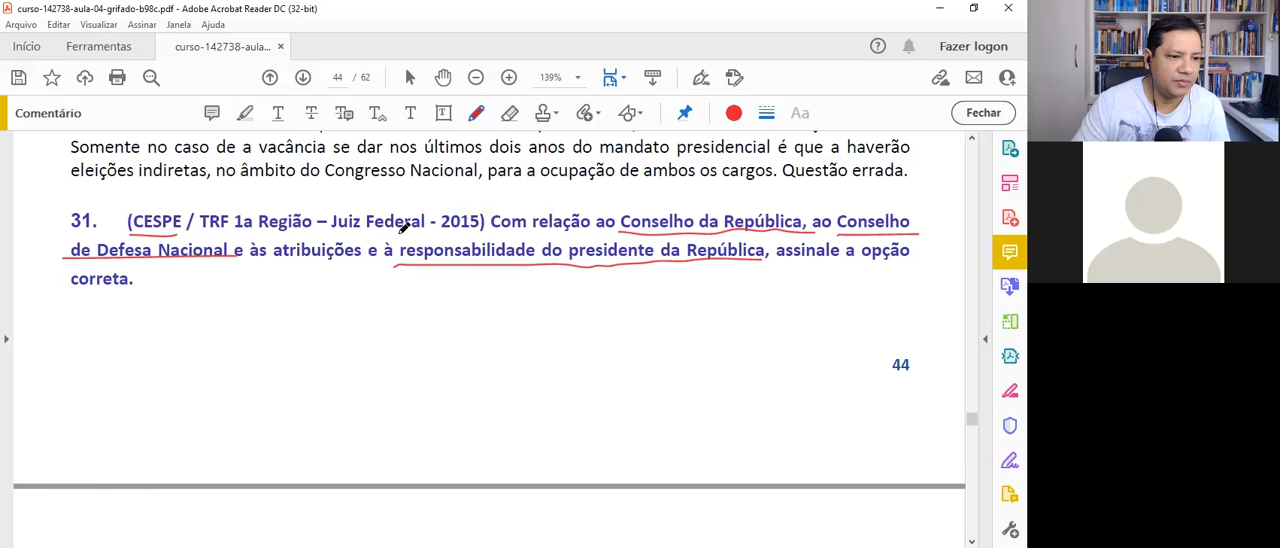 curso-142738-aula-04-grifado-b98c.pdf - Adobe Acrobat Reader DC (32-bit)
Arquivo Editar Visualizar Assinar Janela Ajuda
Início Ferramentas curso-142738-aula... × Fazer logon
44 / 62 139%
Comentário Aa Fechar
Somente no caso de a vacância se dar nos últimos dois anos do mandato presidencial é que a haverão
eleições indiretas, no âmbito do Congresso Nacional, para a ocupação de ambos os cargos. Questão errada.
31. (CESPE / TRF 1a Região – Juiz Federal - 2015) Com relação ao Conselho da República, ao Conselho
de Defesa Nacional e às atribuições e à responsabilidade do presidente da República, assinale a opção
correta.
44